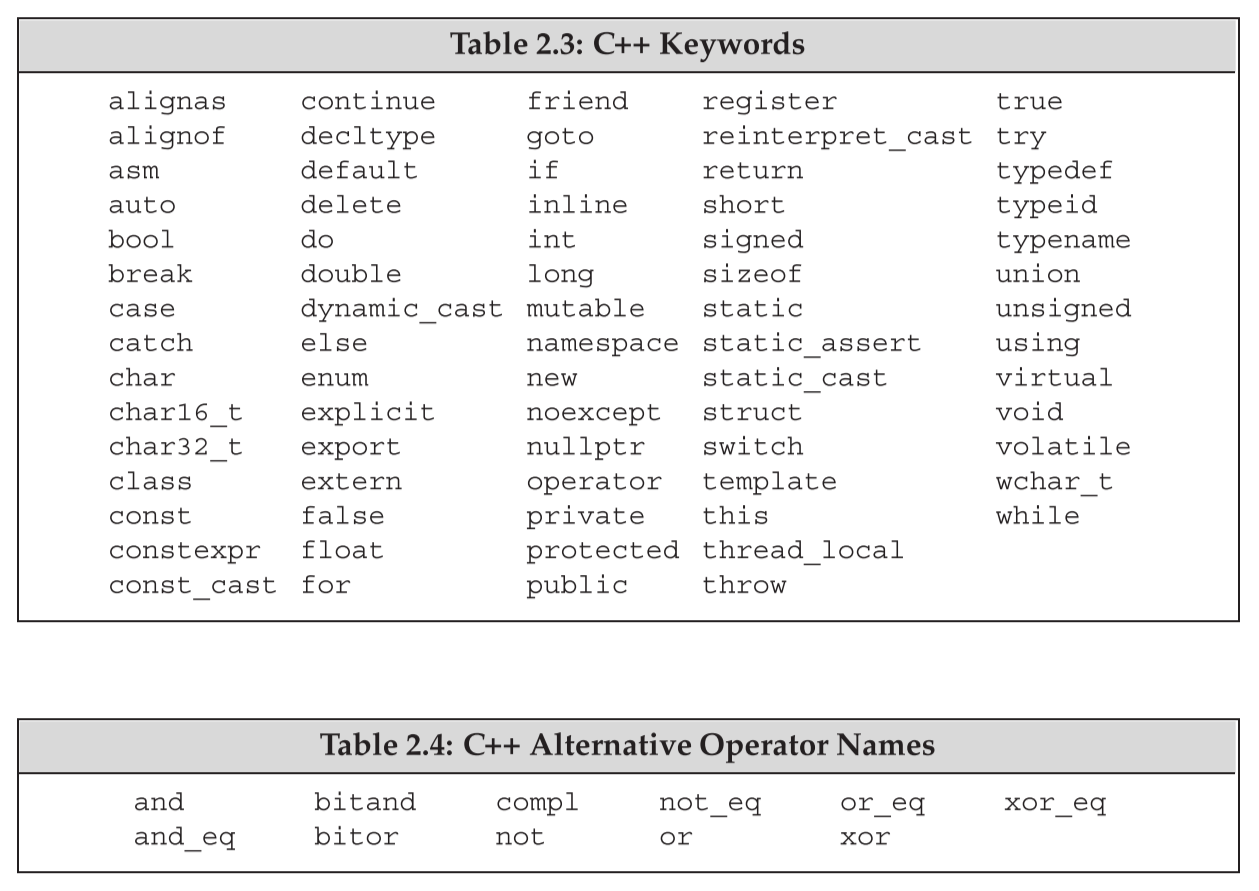 Table 2.3: C++ Keywords
alignas continue friend register true
alignof decltype goto reinterpret_cast try
asm default if return typedef
auto delete inline short typeid
bool do int signed typename
break double long sizeof union
case dynamic_cast mutable static unsigned
catch else namespace static_assert using
char enum new static_cast virtual
char16_t explicit noexcept struct void
char32_t export nullptr switch volatile
class extern operator template wchar_t
const false private this while
constexpr float protected thread_local
const_cast for public throw
Table 2.4: C++ Alternative Operator Names
and bitand compl not_eq or_eq xor_eq
and_eq bitor not or xor